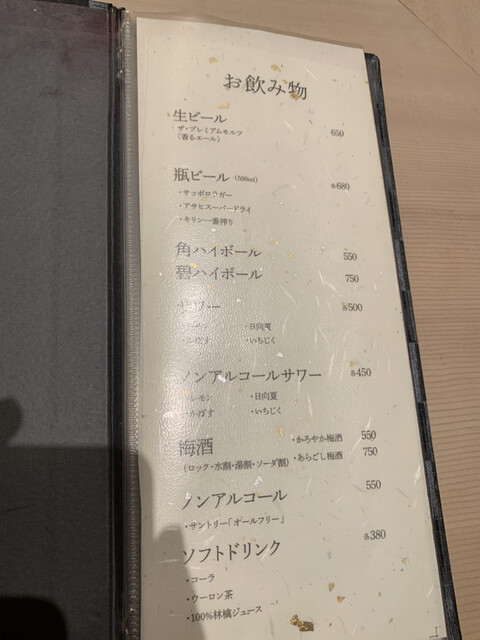 お飲み物
生ビール
ザ・プレミアムモルツ 650
〈香るエール〉
瓶ビール (500ml) 各680
・サッポロラガー
・アサヒスーパードライ
・キリン一番搾り
角ハイボール 550
碧ハイボール 750
サワー 各500
・日向夏
・いちじく
ノンアルコールサワー 各450
レモン ・日向夏
かぼす ・いちじく
梅酒 ・かろやか梅酒 550
(ロック・水割・湯割・ソーダ割) ・あらごし梅酒 750
ノンアルコール 550
・サントリー「オールフリー」
ソフトドリンク 各380
・コーラ
・ウーロン茶
・100%林檎ジュース